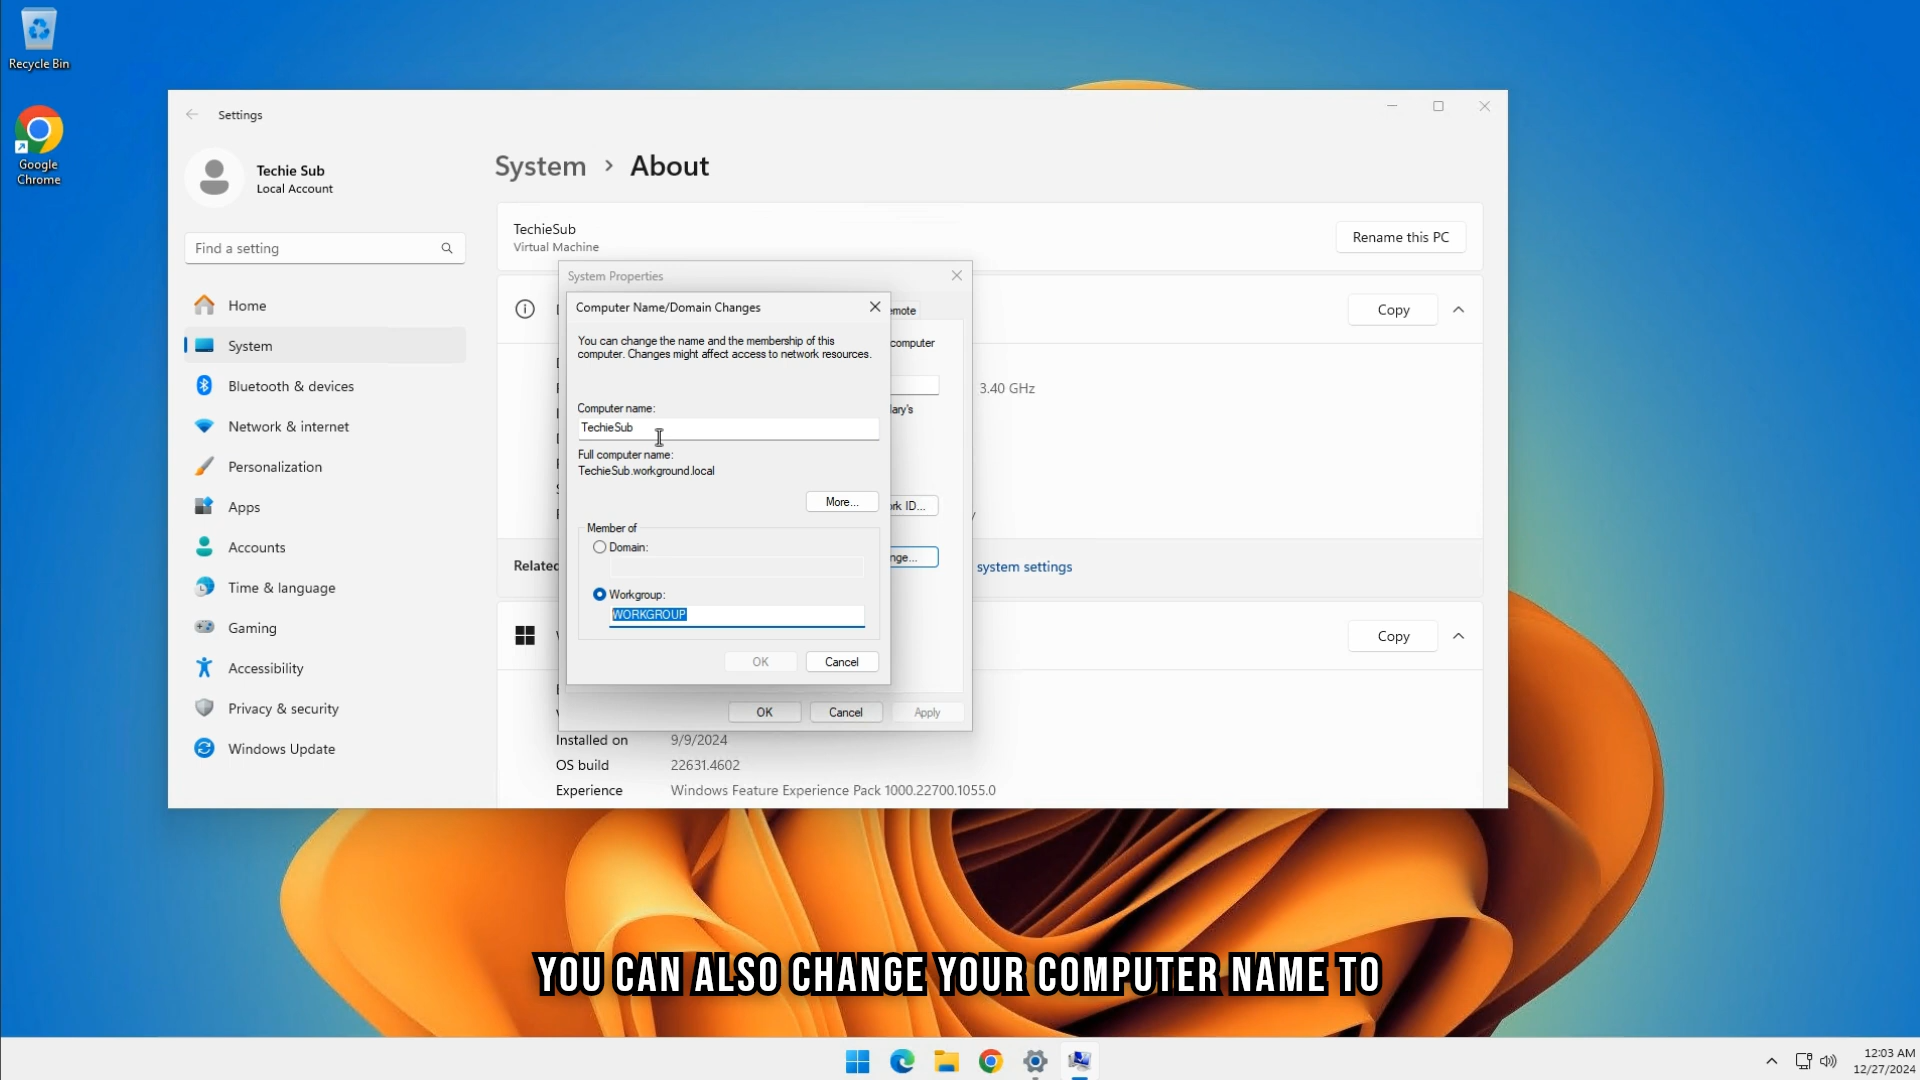 Recycle Bin
Google
Chrome
Settings
Techie Sub
Local Account
Find a setting
Home
System
Bluetooth & devices
Network & internet
Personalization
Apps
Accounts
Time & language
Gaming
Accessibility
Privacy & security
Windows Update
System > About
TechieSub
Virtual Machine
Rename this PC
Copy
3.40 GHz
Related
system settings
Copy
Installed on 9/9/2024
OS build 22631.4602
Experience Windows Feature Experience Pack 1000.22700.1055.0
System Properties
emote
computer
ary's
rk ID...
nge...
OK Cancel Apply
Computer Name/Domain Changes
You can change the name and the membership of this
computer. Changes might affect access to network resources.
Computer name:
TechieSub
Full computer name:
TechieSub.workground.local
More...
Member of
Domain:
Workgroup:
WORKGROUP
OK Cancel
YOU CAN ALSO CHANGE YOUR COMPUTER NAME TO
12:03 AM
12/27/2024